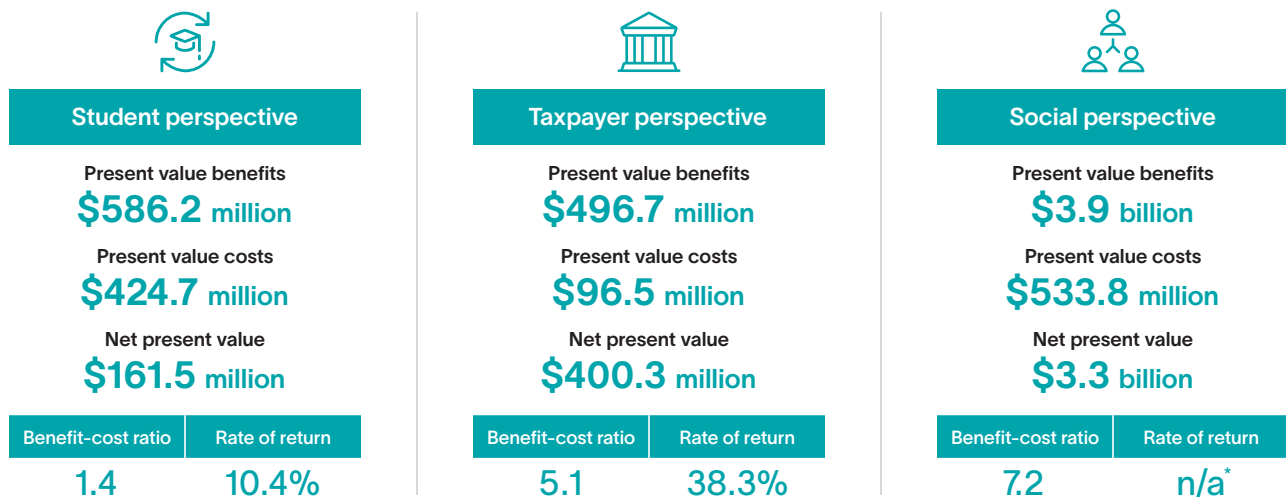 Student perspective
Present value benefits
$586.2 million
Present value costs
$424.7 million
Net present value
$161.5 million
Benefit-cost ratio Rate of return
1.4 10.4%
Taxpayer perspective
Present value benefits
$496.7 million
Present value costs
$96.5 million
Net present value
$400.3 million
Benefit-cost ratio Rate of return
5.1 38.3%
Social perspective
Present value benefits
$3.9 billion
Present value costs
$533.8 million
Net present value
$3.3 billion
Benefit-cost ratio Rate of return
7.2 n/a*